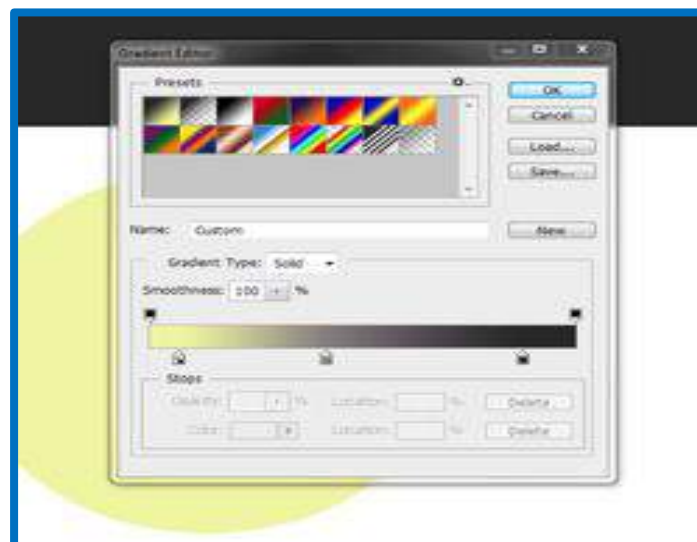 Gradient Editor
Presets
OK
Cancel
Load...
Save...
Name: Custom
New
Gradient Type: Solid
Smoothness: 100 %
Stops
Opacity: % Location: % Delete
Color: Location: % Delete